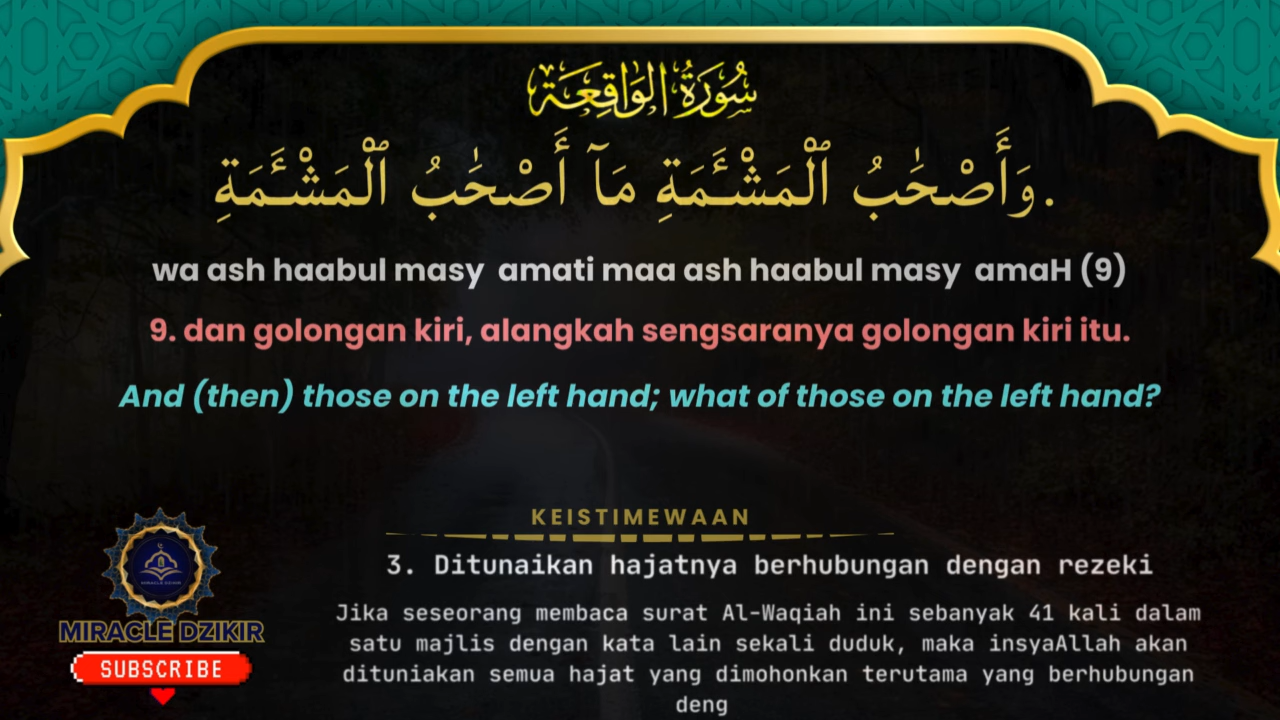 سُورَةُ الوَاقِعَة
وَأَصْحَٰبُ ٱلْمَشْـَٔمَةِ مَآ أَصْحَٰبُ ٱلْمَشْـَٔمَةِ.
wa ash haabul masy amati maa ash haabul masy amaH (9)
9. dan golongan kiri, alangkah sengsaranya golongan kiri itu.
And (then) those on the left hand; what of those on the left hand?
KEISTIMEWAAN
3. Ditunaikan hajatnya berhubungan dengan rezeki
Jika seseorang membaca surat Al-Waqiah ini sebanyak 41 kali dalam
satu majlis dengan kata lain sekali duduk, maka insyaAllah akan
dituniakan semua hajat yang dimohonkan terutama yang berhubungan
deng
MIRACLE DZIKIR
MIRACLE DZIKIR
SUBSCRIBE